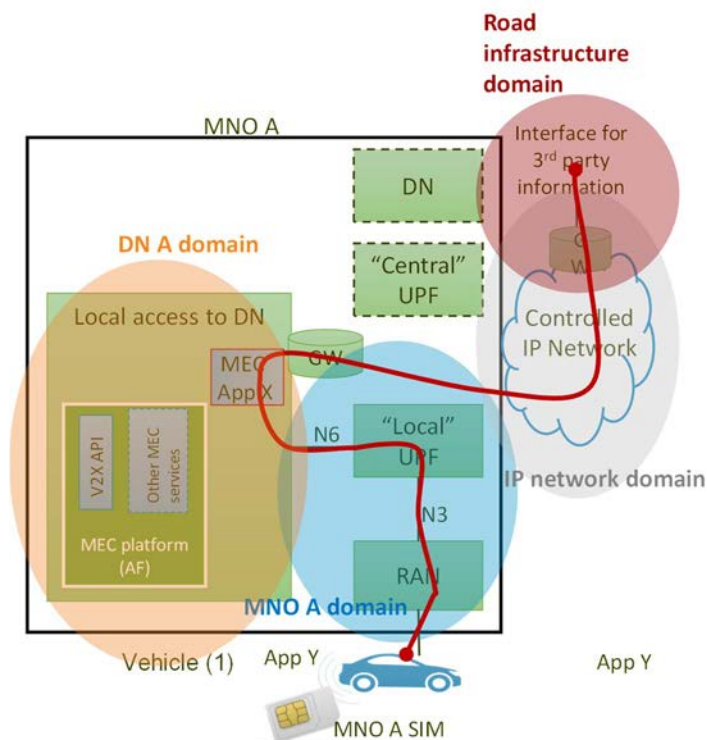 Road
infrastructure
domain
MNO A
Interface for
3rd party
information
DN
DN A domain
"Central"
UPF
GW
Local access to DN
Controlled
IP Network
GW
MEC
App X
"Local"
UPF
N6
V2X API
Other MEC
services
IP network domain
N3
MEC platform
(AF)
RAN
MNO A domain
Vehicle (1)
App Y
App Y
MNO A SIM